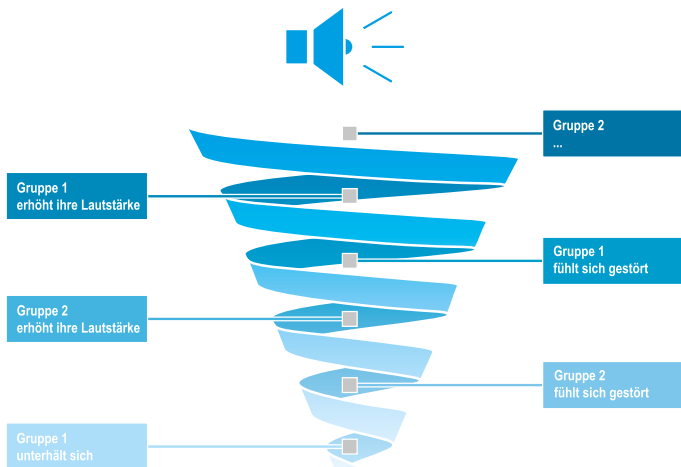 Gruppe 2
...
Gruppe 1
erhöht ihre Lautstärke
Gruppe 1
fühlt sich gestört
Gruppe 2
erhöht ihre Lautstärke
Gruppe 2
fühlt sich gestört
Gruppe 1
unterhält sich